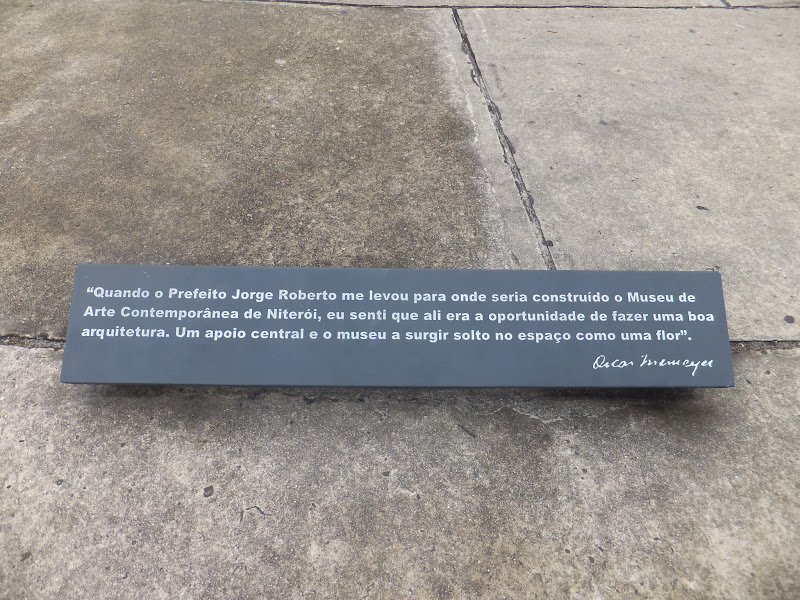 “Quando o Prefeito Jorge Roberto me levou para onde seria construído o Museu de
Arte Contemporânea de Niterói, eu senti que ali era a oportunidade de fazer uma boa
arquitetura. Um apoio central e o museu a surgir solto no espaço como uma flor”.
Oscar Niemeyer